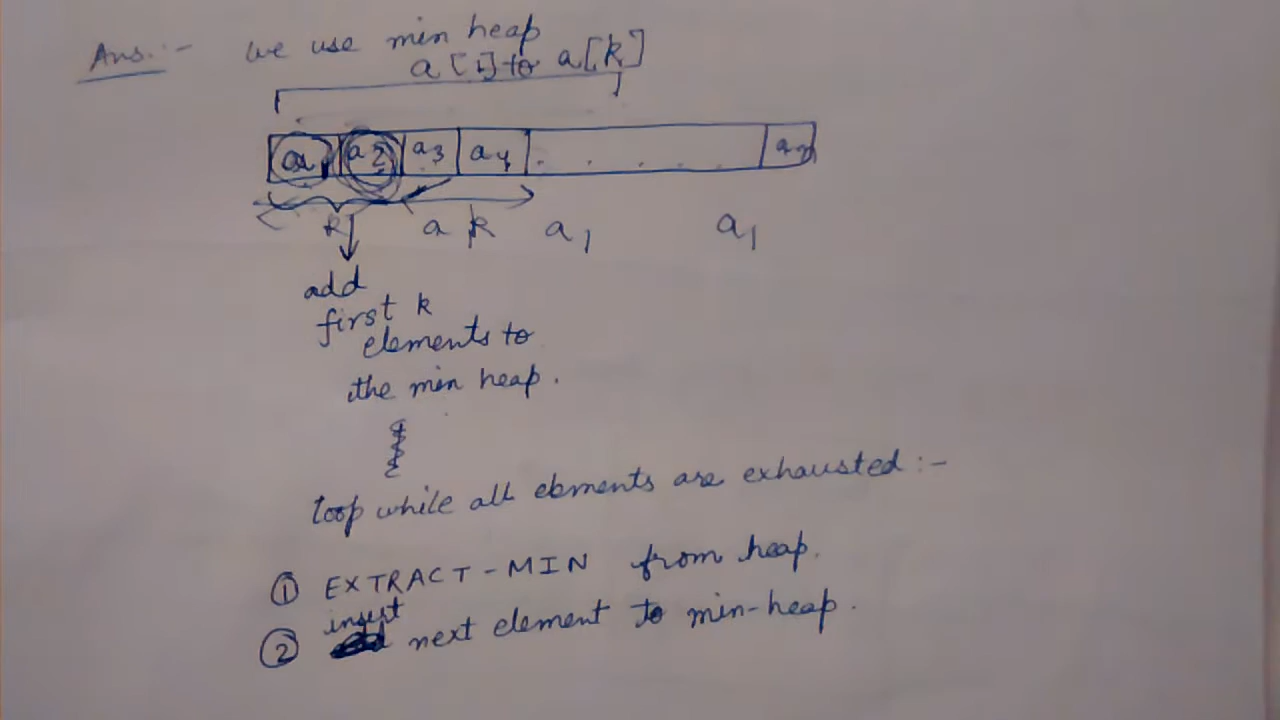 Ans. :- we use min heap
a[i] to a[k]
a1 a2 a3 a4 . . . . . an
k a k a1 a1
add
first k
elements to
the min heap.
loop while all elements are exhausted :-
① EXTRACT-MIN from heap.
insert
② next element to min-heap.